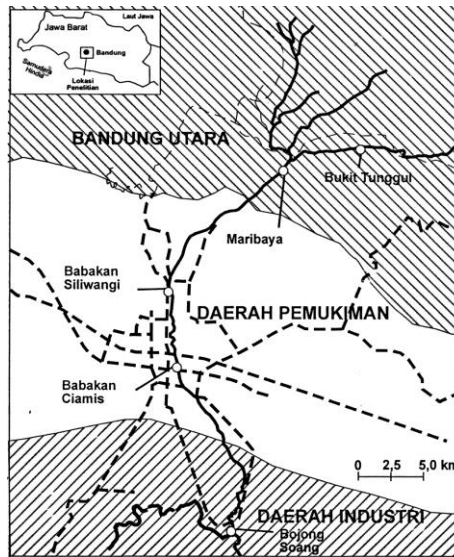 Laut Jawa
Jawa Barat
Bandung
Samudera
Hindia
Lokasi
Penelitian
BANDUNG UTARA
Bukit Tunggul
Maribaya
Babakan
Siliwangi
DAERAH PEMUKIMAN
Babakan
Ciamis
0 2,5 5,0 km
DAERAH INDUSTRI
Bojong
Soang